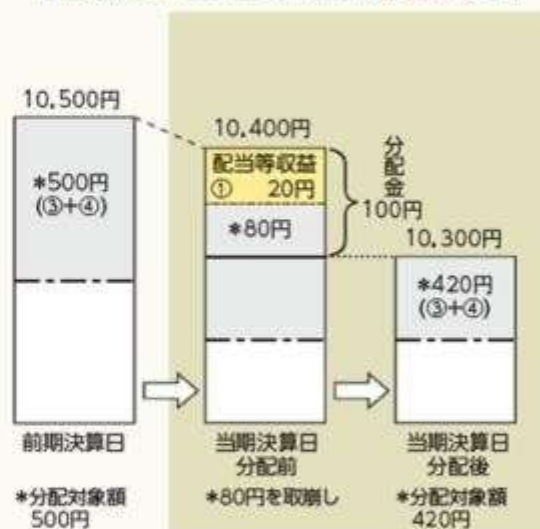 10,500円
*500円
(③+④)
前期決算日
*分配対象額
500円
10,400円
配当等収益
① 20円
*80円
分配金
100円
当期決算日
分配前
*80円を取崩し
10,300円
*420円
(③+④)
当期決算日
分配後
*分配対象額
420円